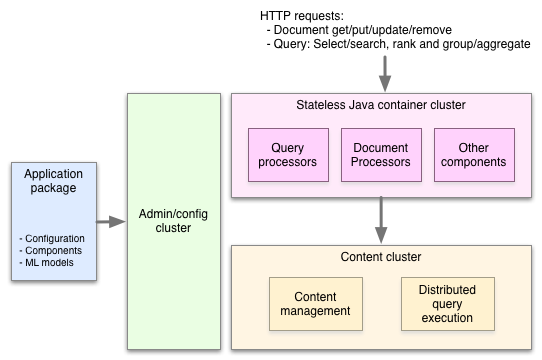 HTTP requests:
- Document get/put/update/remove
- Query: Select/search, rank and group/aggregate
Stateless Java container cluster
Query
processors
Document
Processors
Other
components
Application
package
- Configuration
- Components
- ML models
Admin/config
cluster
Content cluster
Content
management
Distributed
query
execution